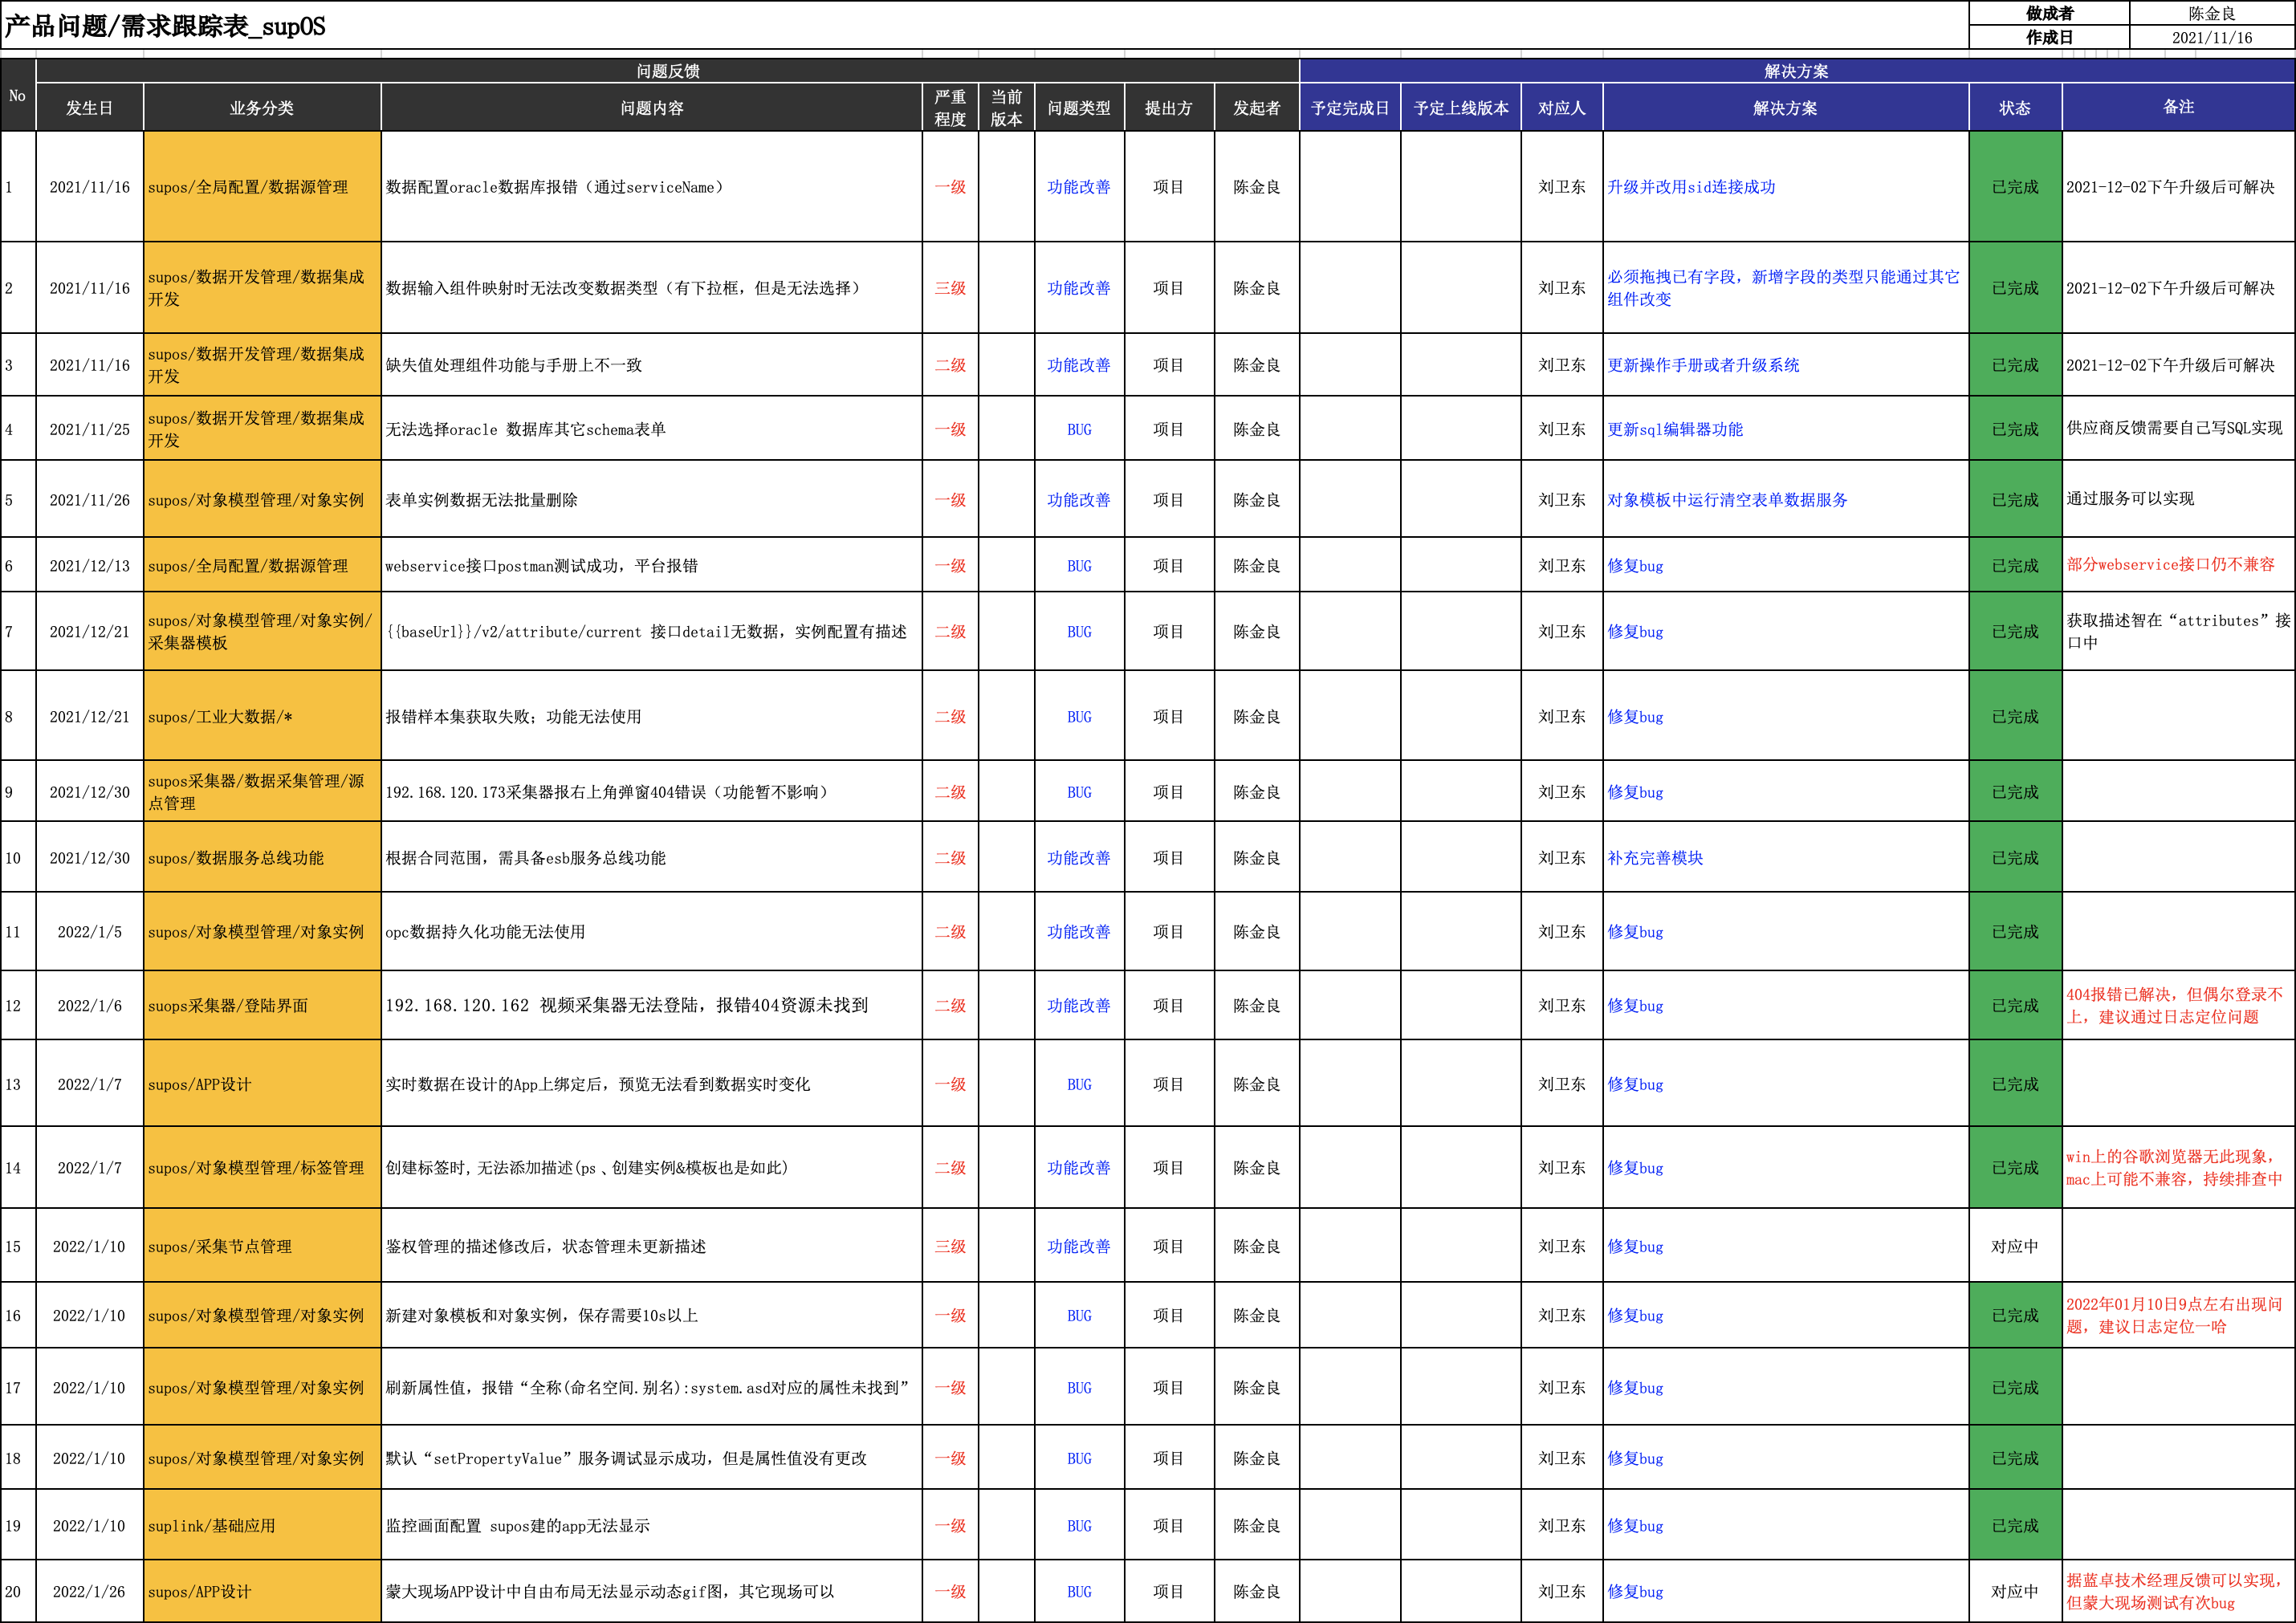 产品问题/需求跟踪表_supOS
做成者 陈金良
作成日 2021/11/16
No 问题反馈 解决方案
发生日 业务分类 问题内容 严重程度 当前版本 问题类型 提出方 发起者 予定完成日 予定上线版本 对应人 解决方案 状态 备注
1 2021/11/16 supos/全局配置/数据源管理 数据配置oracle数据库报错（通过serviceName） 一级 功能改善 项目 陈金良 刘卫东 升级并改用sid连接成功 已完成 2021-12-02下午升级后可解决
2 2021/11/16 supos/数据开发管理/数据集成开发 数据输入组件映射时无法改变数据类型（有下拉框，但是无法选择） 三级 功能改善 项目 陈金良 刘卫东 必须拖拽已有字段，新增字段的类型只能通过其它组件改变 已完成 2021-12-02下午升级后可解决
3 2021/11/16 supos/数据开发管理/数据集成开发 缺失值处理组件功能与手册上不一致 二级 功能改善 项目 陈金良 刘卫东 更新操作手册或者升级系统 已完成 2021-12-02下午升级后可解决
4 2021/11/25 supos/数据开发管理/数据集成开发 无法选择oracle 数据库其它schema表单 一级 BUG 项目 陈金良 刘卫东 更新sql编辑器功能 已完成 供应商反馈需要自己写SQL实现
5 2021/11/26 supos/对象模型管理/对象实例 表单实例数据无法批量删除 一级 功能改善 项目 陈金良 刘卫东 对象模板中运行清空表单数据服务 已完成 通过服务可以实现
6 2021/12/13 supos/全局配置/数据源管理 webservice接口postman测试成功，平台报错 一级 BUG 项目 陈金良 刘卫东 修复bug 已完成 部分webservice接口仍不兼容
7 2021/12/21 supos/对象模型管理/对象实例/采集器模板 {{baseUrl}}/v2/attribute/current 接口detail无数据，实例配置有描述 二级 BUG 项目 陈金良 刘卫东 修复bug 已完成 获取描述智在“attributes”接口中
8 2021/12/21 supos/工业大数据/* 报错样本集获取失败；功能无法使用 二级 BUG 项目 陈金良 刘卫东 修复bug 已完成
9 2021/12/30 supos采集器/数据采集管理/源点管理 192.168.120.173采集器报右上角弹窗404错误（功能暂不影响） 二级 BUG 项目 陈金良 刘卫东 修复bug 已完成
10 2021/12/30 supos/数据服务总线功能 根据合同范围，需具备esb服务总线功能 二级 功能改善 项目 陈金良 刘卫东 补充完善模块 已完成
11 2022/1/5 supos/对象模型管理/对象实例 opc数据持久化功能无法使用 二级 功能改善 项目 陈金良 刘卫东 修复bug 已完成
12 2022/1/6 suops采集器/登陆界面 192.168.120.162 视频采集器无法登陆，报错404资源未找到 二级 功能改善 项目 陈金良 刘卫东 修复bug 已完成 404报错已解决，但偶尔登录不上，建议通过日志定位问题
13 2022/1/7 supos/APP设计 实时数据在设计的App上绑定后，预览无法看到数据实时变化 一级 BUG 项目 陈金良 刘卫东 修复bug 已完成
14 2022/1/7 supos/对象模型管理/标签管理 创建标签时,无法添加描述(ps、创建实例&模板也是如此) 二级 功能改善 项目 陈金良 刘卫东 修复bug 已完成 win上的谷歌浏览器无此现象，mac上可能不兼容，持续排查中
15 2022/1/10 supos/采集节点管理 鉴权管理的描述修改后，状态管理未更新描述 三级 功能改善 项目 陈金良 刘卫东 修复bug 对应中
16 2022/1/10 supos/对象模型管理/对象实例 新建对象模板和对象实例，保存需要10s以上 一级 BUG 项目 陈金良 刘卫东 修复bug 已完成 2022年01月10日9点左右出现问题，建议日志定位一哈
17 2022/1/10 supos/对象模型管理/对象实例 刷新属性值，报错“全称(命名空间.别名):system.asd对应的属性未找到” 一级 BUG 项目 陈金良 刘卫东 修复bug 已完成
18 2022/1/10 supos/对象模型管理/对象实例 默认“setPropertyValue”服务调试显示成功，但是属性值没有更改 一级 BUG 项目 陈金良 刘卫东 修复bug 已完成
19 2022/1/10 suplink/基础应用 监控画面配置 supos建的app无法显示 一级 BUG 项目 陈金良 刘卫东 修复bug 已完成
20 2022/1/26 supos/APP设计 蒙大现场APP设计中自由布局无法显示动态gif图，其它现场可以 一级 BUG 项目 陈金良 刘卫东 修复bug 对应中 据蓝卓技术经理反馈可以实现，但蒙大现场测试有次bug